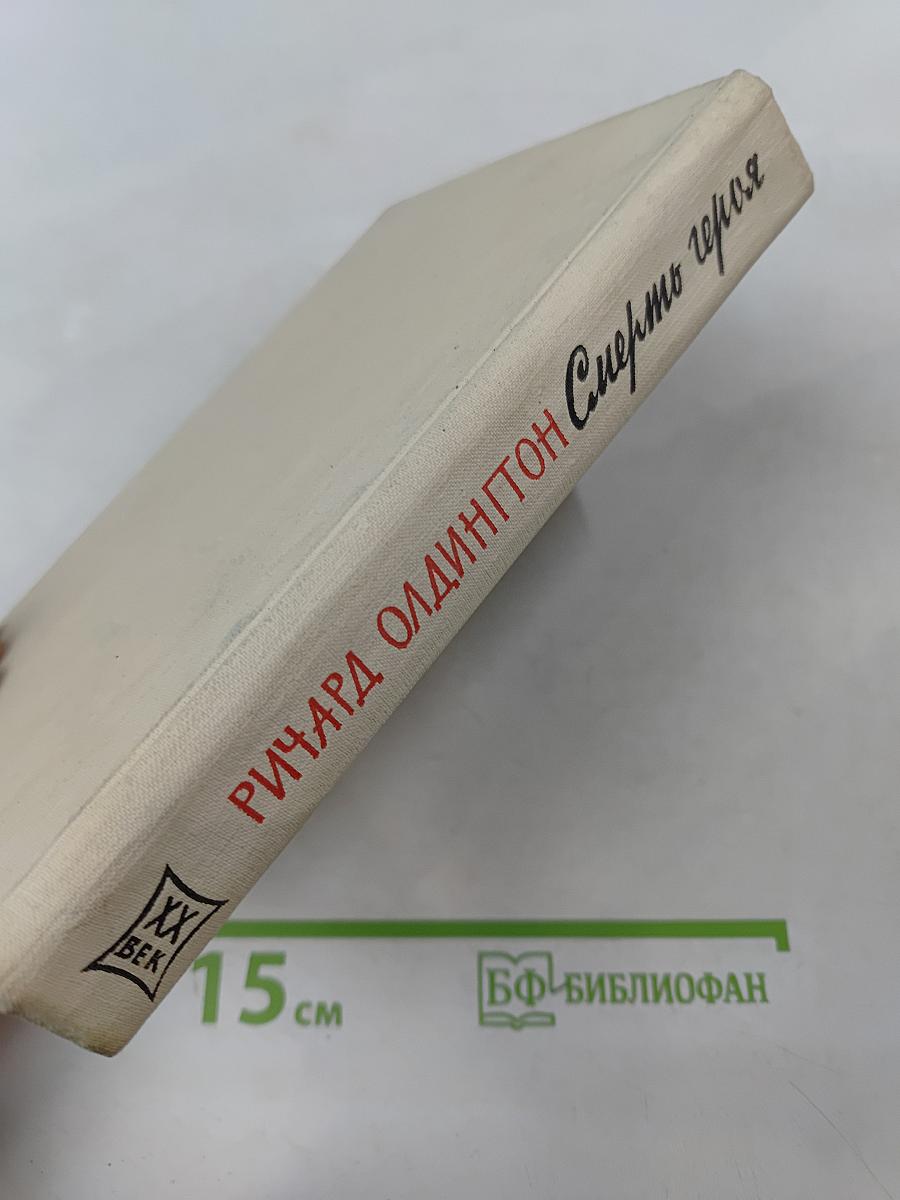 РИЧАРД ОЛДИНГТОН Смерть героя
XX
ВЕК
15 см
БФ БИБЛИОФАН